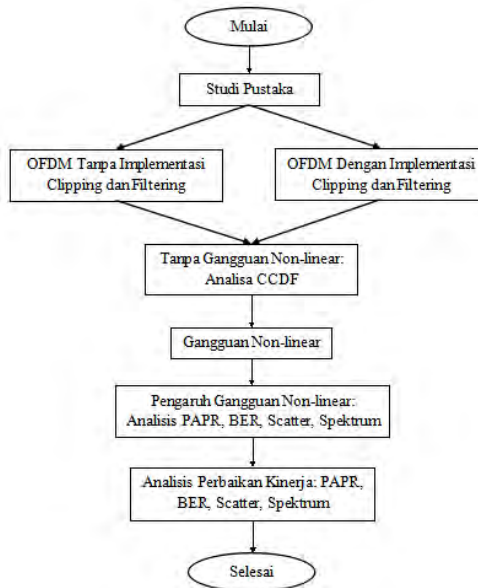 Mulai
Studi Pustaka
OFDM Tanpa Implementasi
Clipping dan Filtering
OFDM Dengan Implementasi
Clipping dan Filtering
Tanpa Gangguan Non-linear:
Analisa CCDF
Gangguan Non-linear
Pengaruh Gangguan Non-linear:
Analisis PAPR, BER, Scatter, Spektrum
Analisis Perbaikan Kinerja: PAPR,
BER, Scatter, Spektrum
Selesai